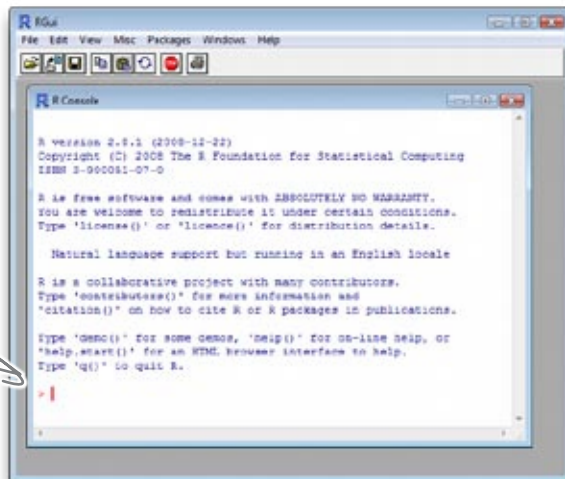 RGui
File Edit View Misc Packages Windows Help
R Console
R version 2.8.1 (2008-12-22)
Copyright (C) 2008 The R Foundation for Statistical Computing
ISBN 3-900051-07-0
R is free software and comes with ABSOLUTELY NO WARRANTY.
You are welcome to redistribute it under certain conditions.
Type 'license()' or 'licence()' for distribution details.
Natural language support but running in an English locale
R is a collaborative project with many contributors.
Type 'contributors()' for more information and
'citation()' on how to cite R or R packages in publications.
Type 'demo()' for some demos, 'help()' for on-line help, or
'help.start()' for an HTML browser interface to help.
Type 'q()' to quit R.
>